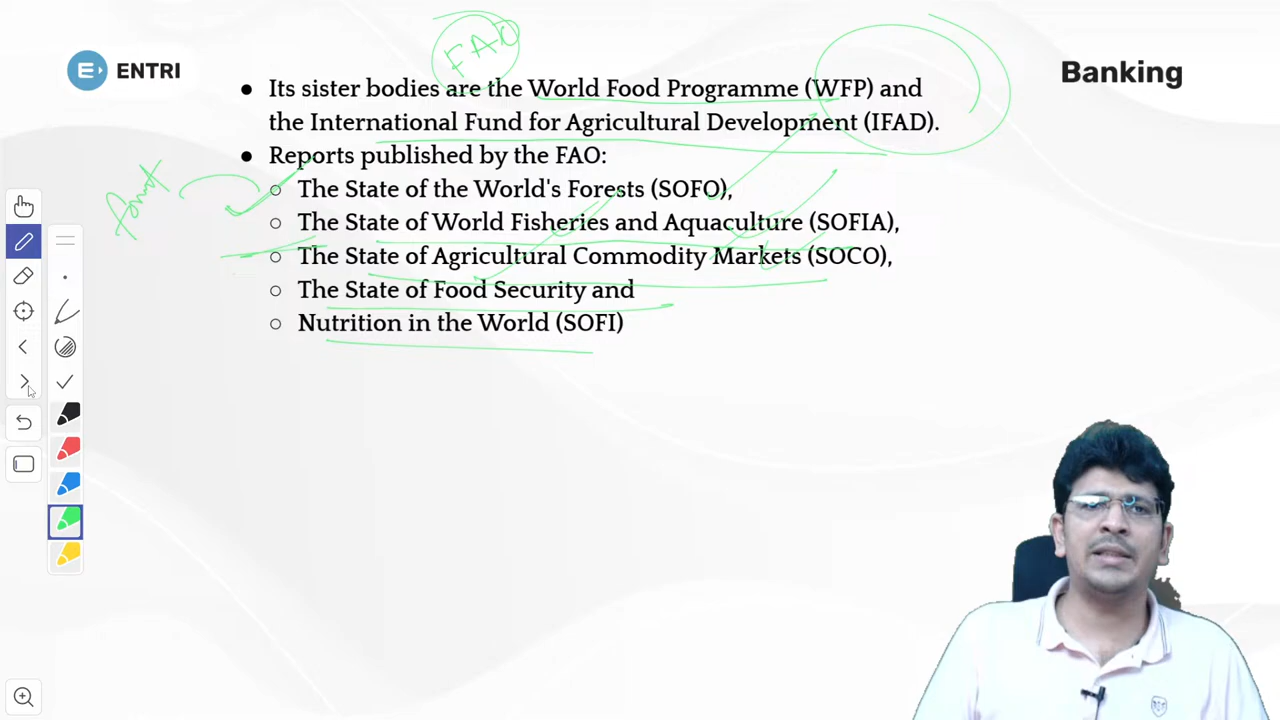 FAO
ENTRI
Banking
● Its sister bodies are the World Food Programme (WFP) and
the International Fund for Agricultural Development (IFAD).
● Reports published by the FAO:
○ The State of the World's Forests (SOFO),
○ The State of World Fisheries and Aquaculture (SOFIA),
○ The State of Agricultural Commodity Markets (SOCO),
○ The State of Food Security and
○ Nutrition in the World (SOFI)